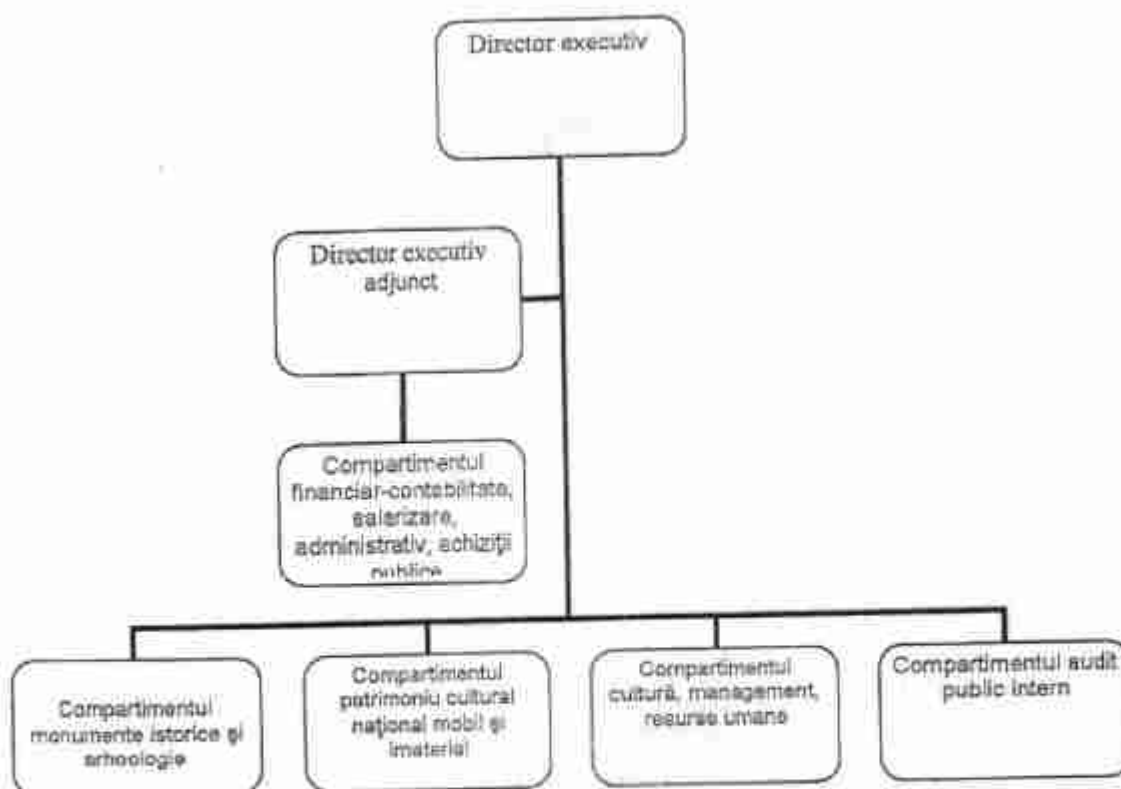 Director executiv
Director executiv
adjunct
Compartimentul
financiar-contabilitate,
salarizare,
administrativ, achiziţii
publice
Compartimentul
monumente istorice şi
arheologie
Compartimentul
patrimoniu cultural
naţional mobil şi
imaterial
Compartimentul
cultură, management,
resurse umane
Compartimentul audit
public intern